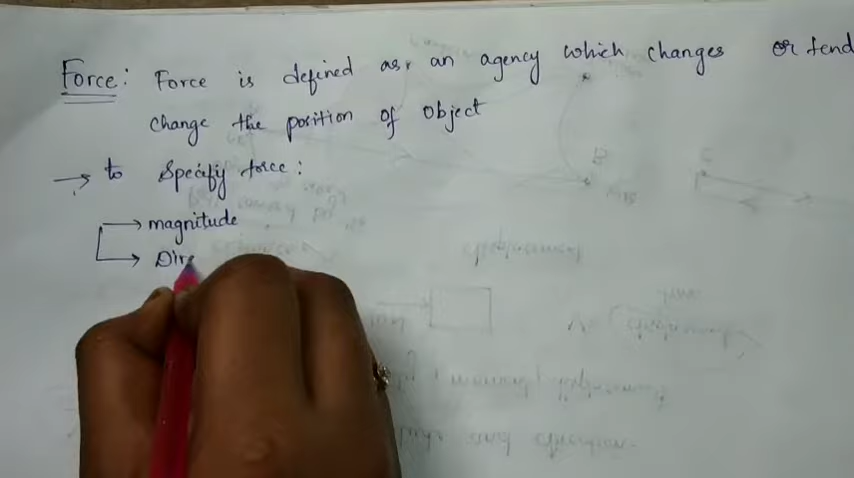 Force: Force is defined as, an agency which changes or tend
change the position of object
→ to Specify force:
→ magnitude
→ Dire